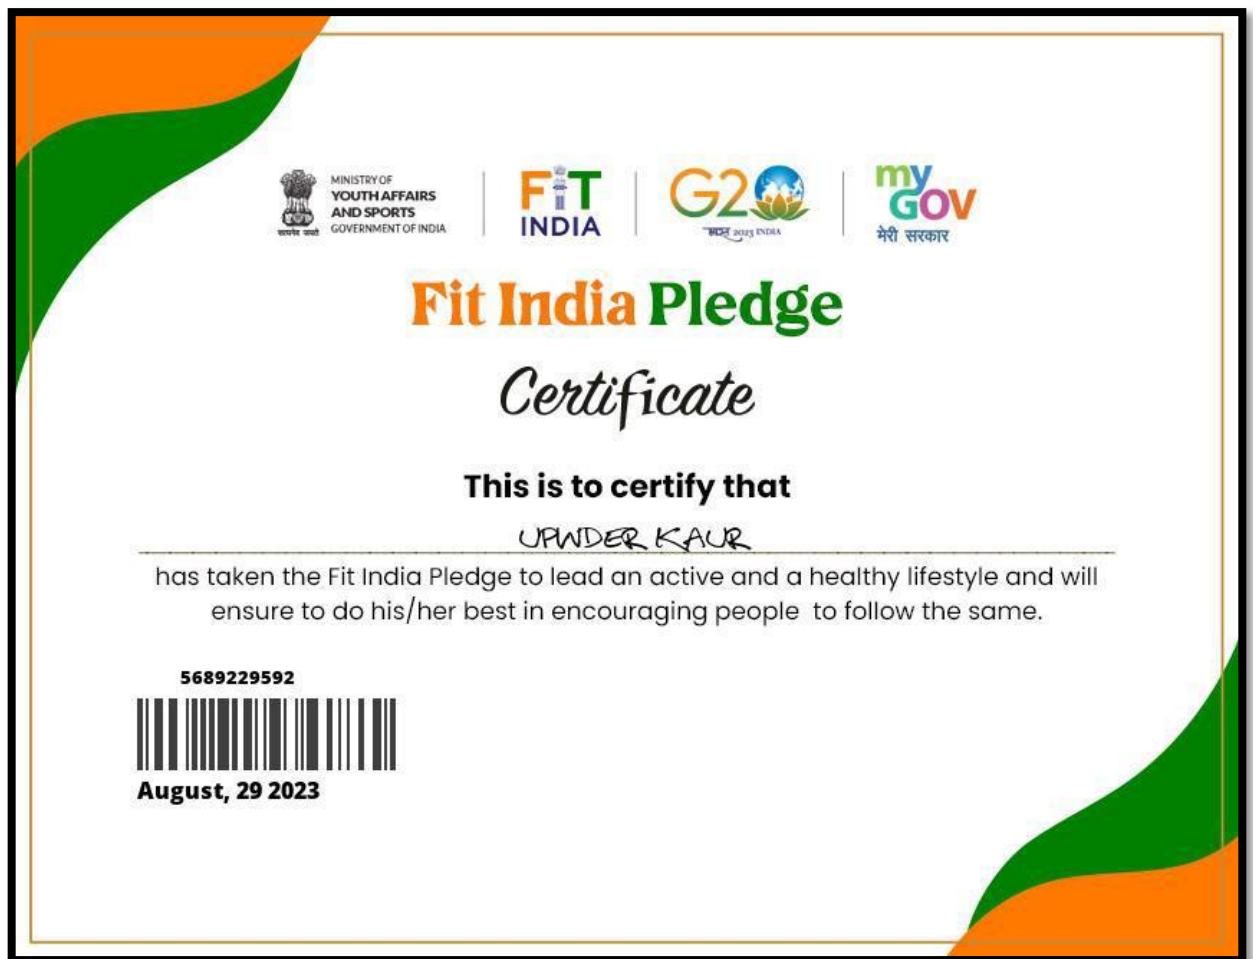 MINISTRY OF
YOUTH AFFAIRS
AND SPORTS
GOVERNMENT OF INDIA
FIT
INDIA
G20
2023 INDIA
my
GOV
मेरी सरकार
Fit India Pledge
Certificate
This is to certify that
UPINDER KAUR
has taken the Fit India Pledge to lead an active and a healthy lifestyle and will
ensure to do his/her best in encouraging people to follow the same.
5689229592
August, 29 2023